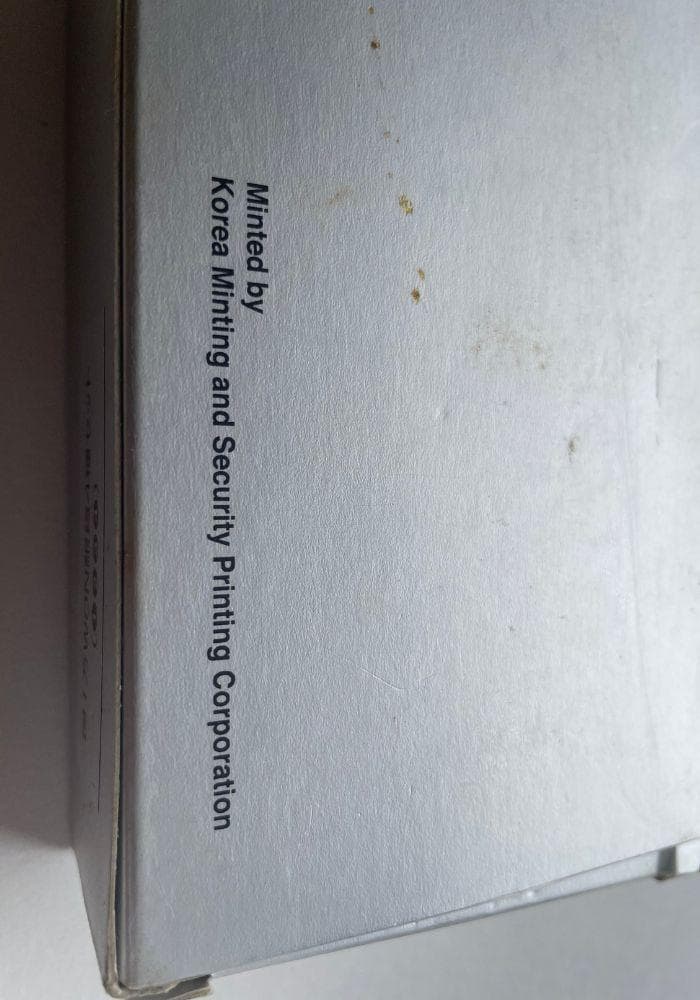 Minted by
Korea Minting and Security Printing Corporation